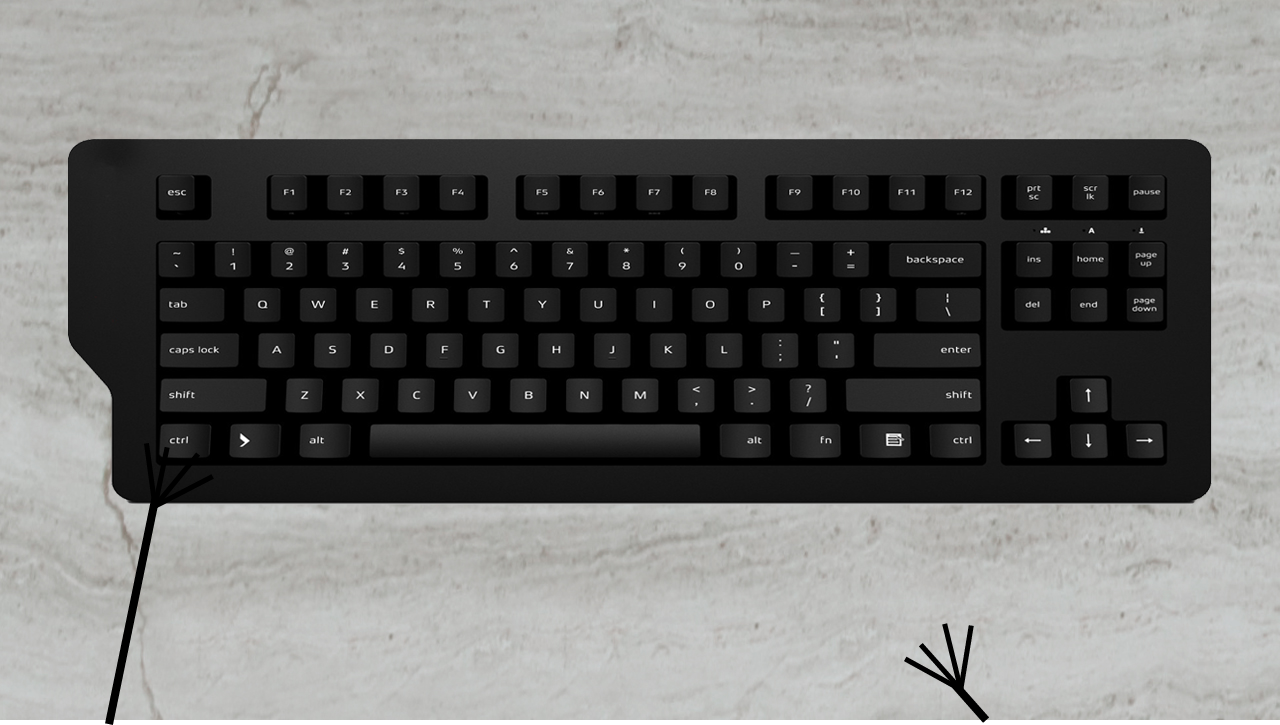 esc F1 F2 F3 F4 F5 F6 F7 F8 F9 F10 F11 F12 prt sc scr lk pause
A
~ ` ! 1 @ 2 # 3 $ 4 % 5 ^ 6 & 7 * 8 ( 9 ) 0 — - + = backspace ins home page up
tab Q W E R T Y U I O P { [ } ] ¦ \ del end page down
caps lock A S D F G H J K L : ; " ' enter
shift Z X C V B N M < , > . ? / shift ↑
ctrl alt alt fn ctrl ← ↓ →